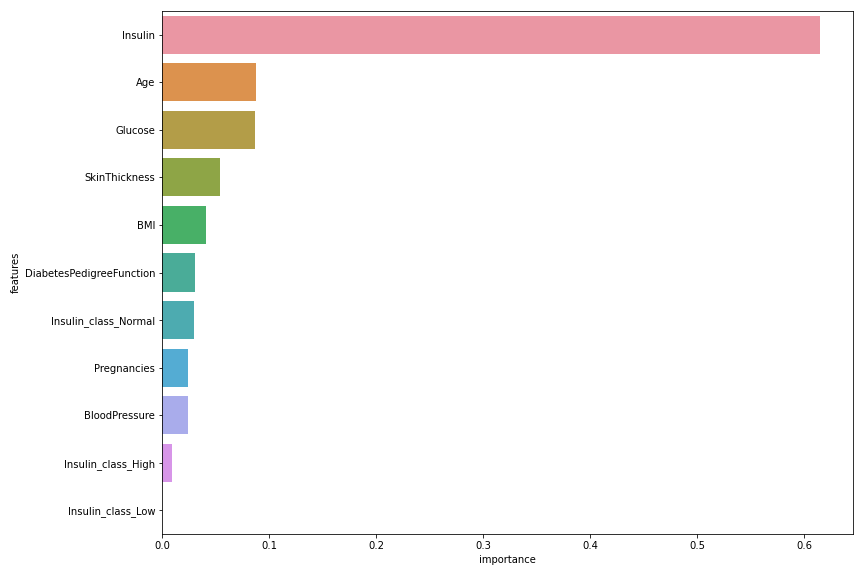 Insulin
Age
Glucose
SkinThickness
BMI
DiabetesPedigreeFunction
Insulin_class_Normal
Pregnancies
BloodPressure
Insulin_class_High
Insulin_class_Low
features
0.0 0.1 0.2 0.3 0.4 0.5 0.6
importance